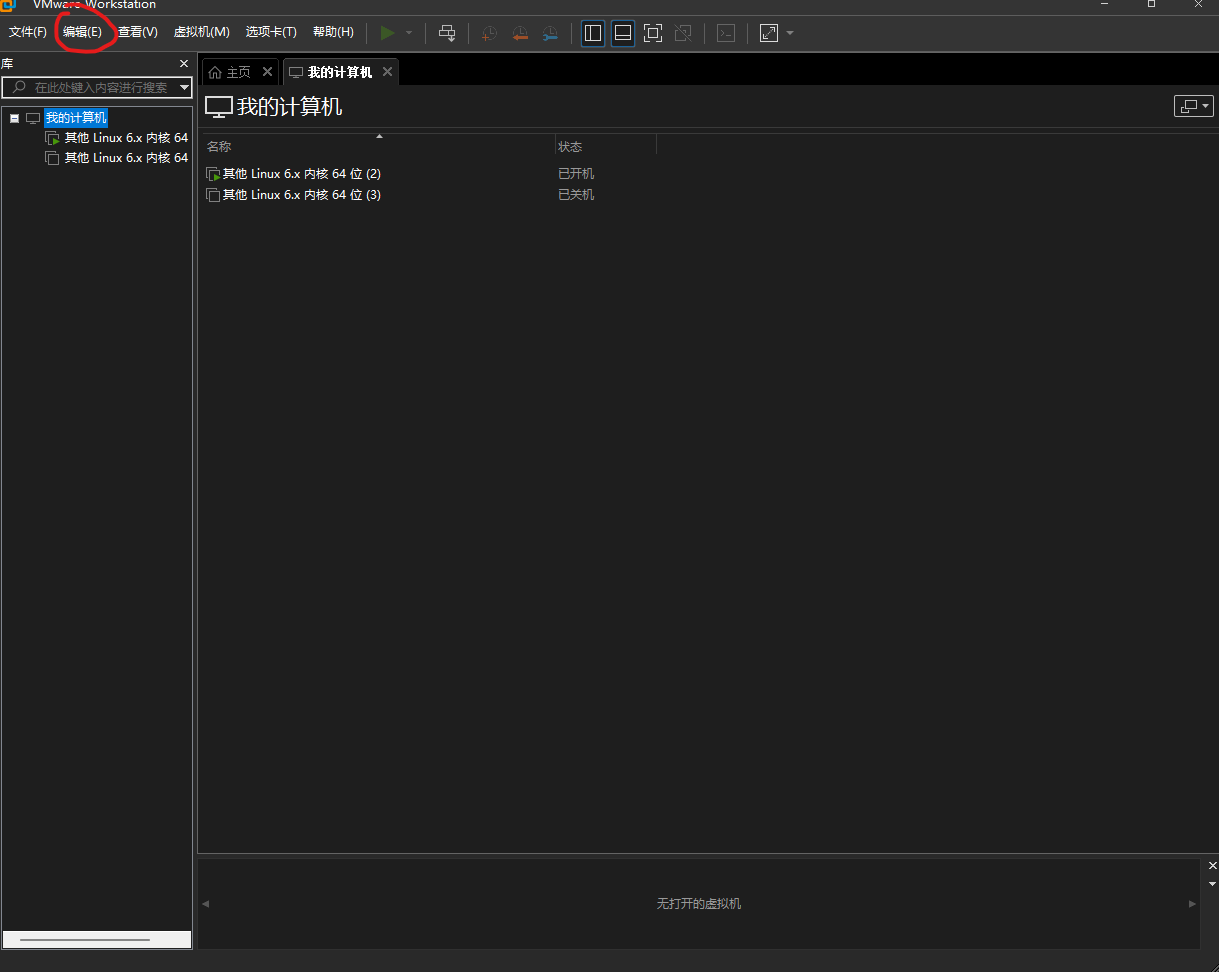 VMware Workstation
文件(F) 编辑(E) 查看(V) 虚拟机(M) 选项卡(T) 帮助(H)
库
在此处键入内容进行搜索
我的计算机
其他 Linux 6.x 内核 64
其他 Linux 6.x 内核 64
主页 我的计算机
我的计算机
名称 状态
其他 Linux 6.x 内核 64 位 (2) 已开机
其他 Linux 6.x 内核 64 位 (3) 已关机
无打开的虚拟机